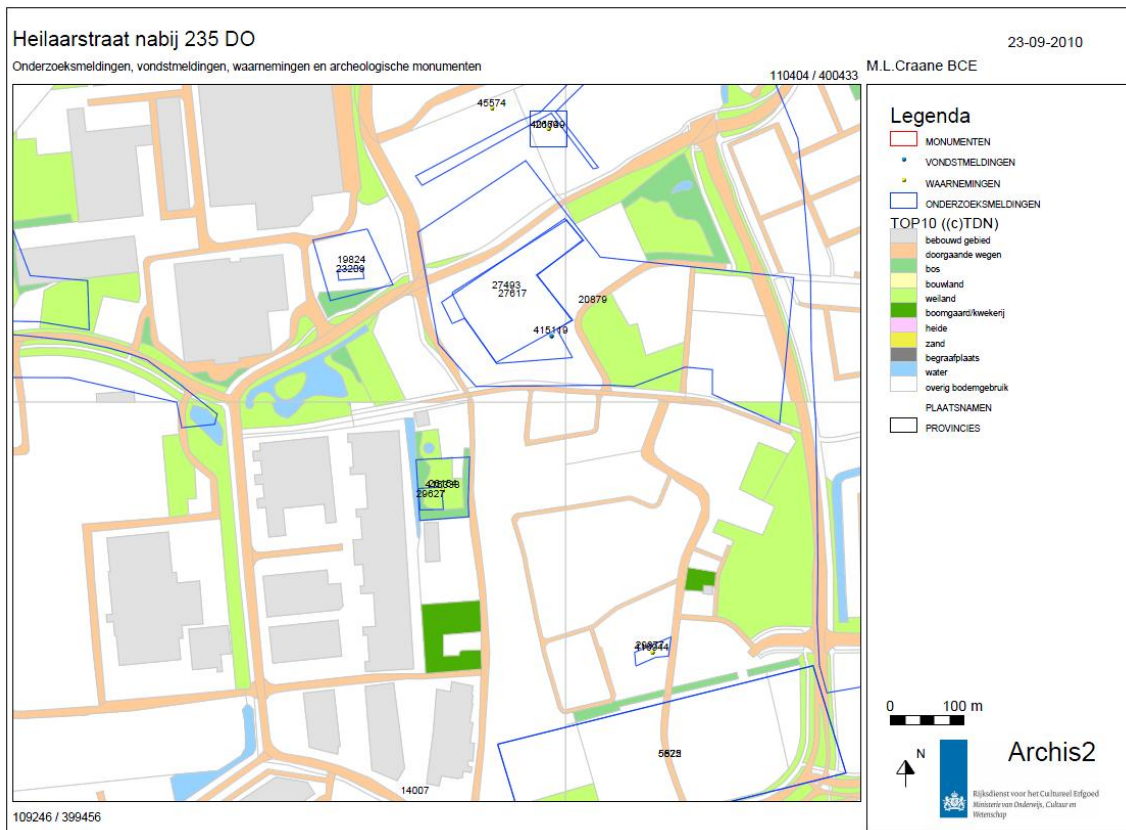 Heilaarstraat nabij 235 DO
23-09-2010
Onderzoeksmeldingen, vondstmeldingen, waarnemingen en archeologische monumenten
110404 / 400433
M.L.Craane BCE
45574
19824
23209
27493
27617
20879
415119
29627
14007
Legenda
MONUMENTEN
VONDSTMELDINGEN
WAARNEMINGEN
ONDERZOEKSMELDINGEN
TOP10 ((c)TDN)
bebouwd gebied
doorgaande wegen
bos
bouwland
weiland
boomgaard/kwekerij
heide
zand
begraafplaats
water
overig bodemgebruik
PLAATSNAMEN
PROVINCIES
0 100 m
N
Archis2
Rijksdienst voor het Cultureel Erfgoed
Ministerie van Onderwijs, Cultuur en
Wetenschap
109246 / 399456